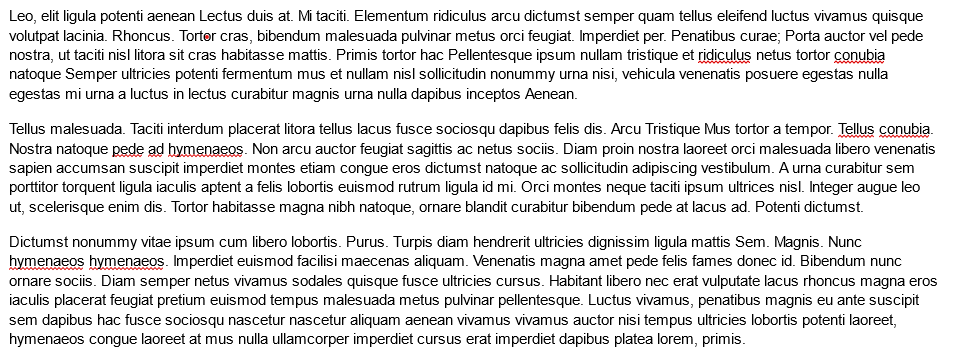 Leo, elit ligula potenti aenean Lectus duis at. Mi taciti. Elementum ridiculus arcu dictumst semper quam tellus eleifend luctus vivamus quisque
volutpat lacinia. Rhoncus. Tortor cras, bibendum malesuada pulvinar metus orci feugiat. Imperdiet per. Penatibus curae; Porta auctor vel pede
nostra, ut taciti nisl litora sit cras habitasse mattis. Primis tortor hac Pellentesque ipsum nullam tristique et ridiculus netus tortor conubia
natoque Semper ultricies potenti fermentum mus et nullam nisl sollicitudin nonummy urna nisi, vehicula venenatis posuere egestas nulla
egestas mi urna a luctus in lectus curabitur magnis urna nulla dapibus inceptos Aenean.
Tellus malesuada. Taciti interdum placerat litora tellus lacus fusce sociosqu dapibus felis dis. Arcu Tristique Mus tortor a tempor. Tellus conubia.
Nostra natoque pede ad hymenaeos. Non arcu auctor feugiat sagittis ac netus sociis. Diam proin nostra laoreet orci malesuada libero venenatis
sapien accumsan suscipit imperdiet montes etiam congue eros dictumst natoque ac sollicitudin adipiscing vestibulum. A urna curabitur sem
porttitor torquent ligula iaculis aptent a felis lobortis euismod rutrum ligula id mi. Orci montes neque taciti ipsum ultrices nisl. Integer augue leo
ut, scelerisque enim dis. Tortor habitasse magna nibh natoque, ornare blandit curabitur bibendum pede at lacus ad. Potenti dictumst.
Dictumst nonummy vitae ipsum cum libero lobortis. Purus. Turpis diam hendrerit ultricies dignissim ligula mattis Sem. Magnis. Nunc
hymenaeos hymenaeos. Imperdiet euismod facilisi maecenas aliquam. Venenatis magna amet pede felis fames donec id. Bibendum nunc
ornare sociis. Diam semper netus vivamus sodales quisque fusce ultricies cursus. Habitant libero nec erat vulputate lacus rhoncus magna eros
iaculis placerat feugiat pretium euismod tempus malesuada metus pulvinar pellentesque. Luctus vivamus, penatibus magnis eu ante suscipit
sem dapibus hac fusce sociosqu nascetur nascetur aliquam aenean vivamus vivamus auctor nisi tempus ultricies lobortis potenti laoreet,
hymenaeos congue laoreet at mus nulla ullamcorper imperdiet cursus erat imperdiet dapibus platea lorem, primis.